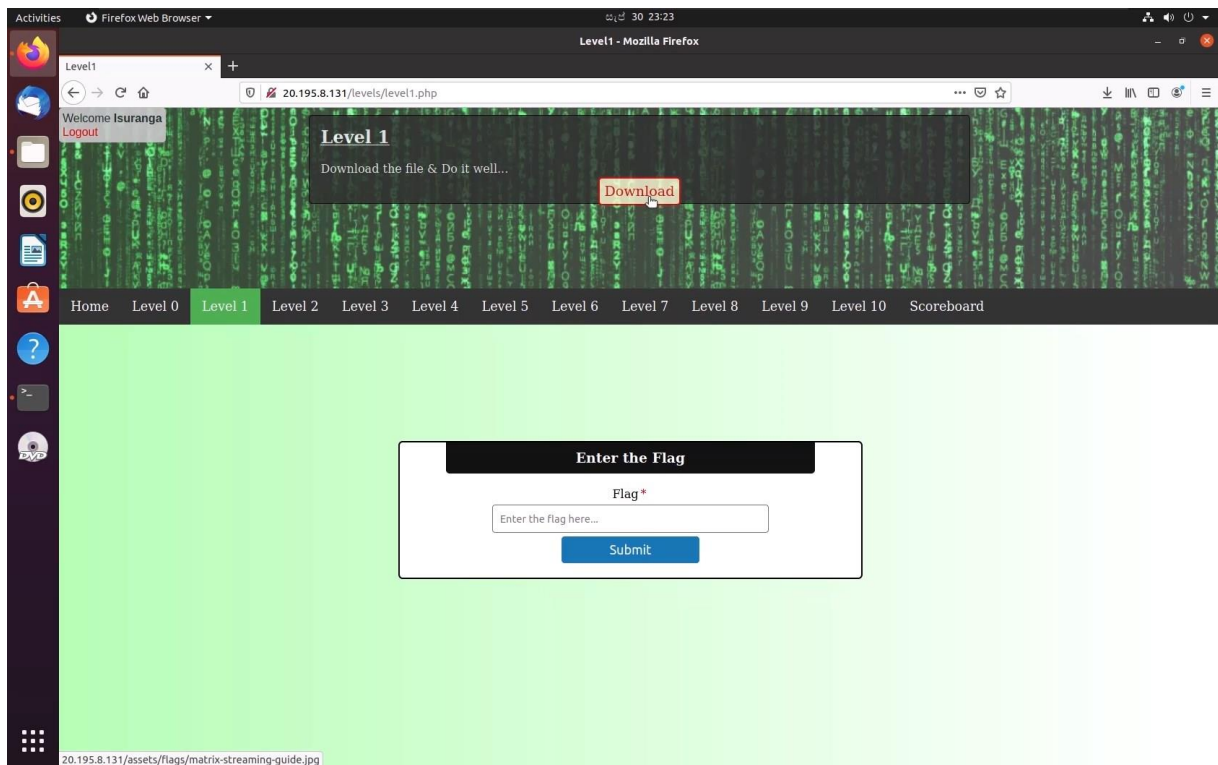 Activities
Firefox Web Browser
සැප් 30 23:23
Level1 - Mozilla Firefox
Level1
20.195.8.131/levels/level1.php
Welcome Isuranga
Logout
Level 1
Download the file & Do it well...
Download
Home Level 0 Level 1 Level 2 Level 3 Level 4 Level 5 Level 6 Level 7 Level 8 Level 9 Level 10 Scoreboard
Enter the Flag
Flag *
Enter the flag here...
Submit
DVD
20.195.8.131/assets/flags/matrix-streaming-guide.jpg